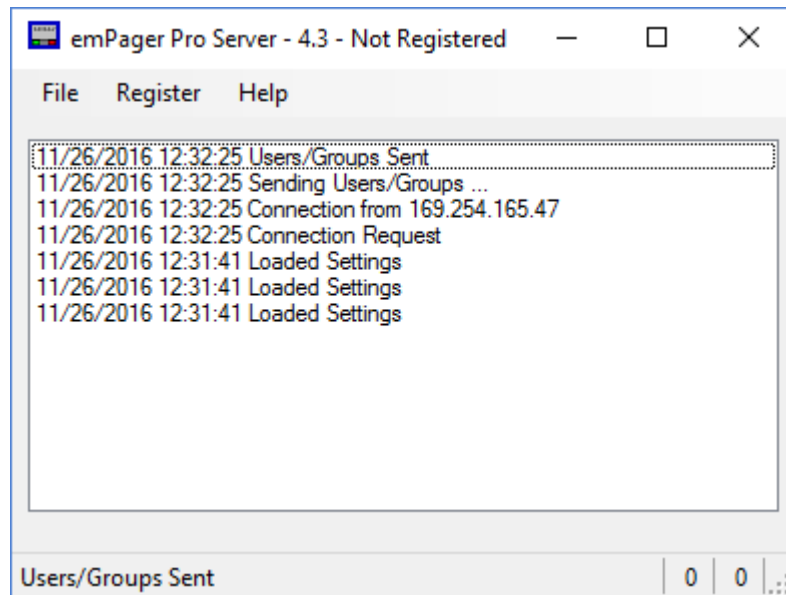 emPager Pro Server - 4.3 - Not Registered
File Register Help
11/26/2016 12:32:25 Users/Groups Sent
11/26/2016 12:32:25 Sending Users/Groups ...
11/26/2016 12:32:25 Connection from 169.254.165.47
11/26/2016 12:32:25 Connection Request
11/26/2016 12:31:41 Loaded Settings
11/26/2016 12:31:41 Loaded Settings
11/26/2016 12:31:41 Loaded Settings
Users/Groups Sent 0 0